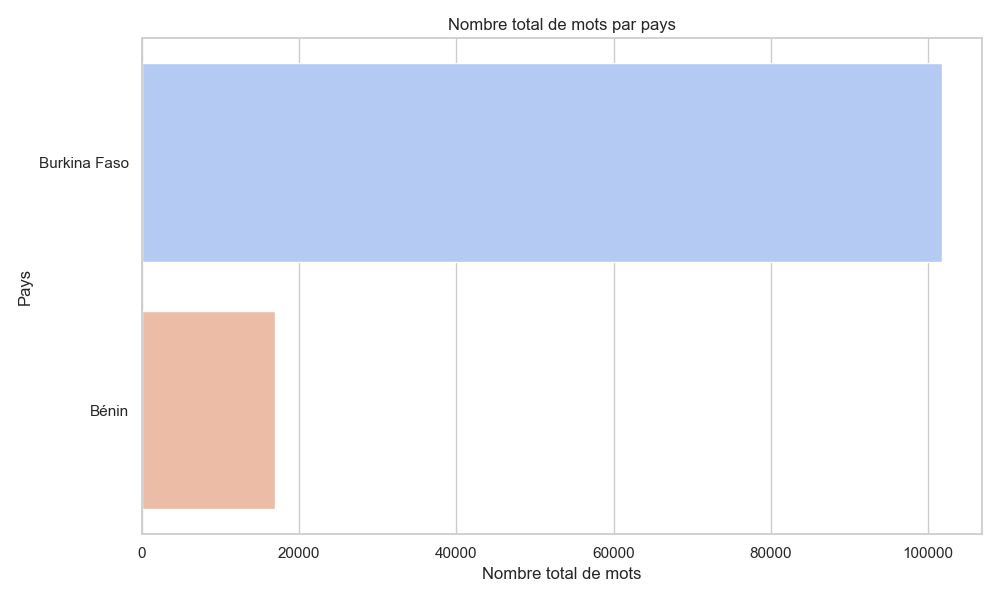 Nombre total de mots par pays
Burkina Faso
Bénin
Pays
0 20000 40000 60000 80000 100000
Nombre total de mots